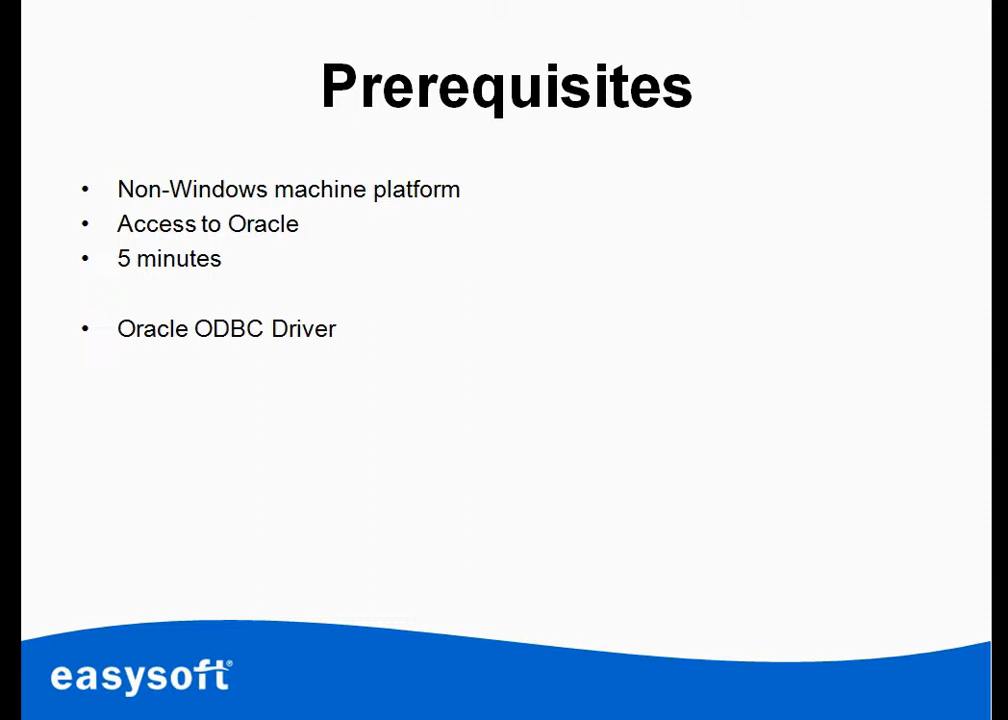 Prerequisites
• Non-Windows machine platform
• Access to Oracle
• 5 minutes
• Oracle ODBC Driver
easysoft®